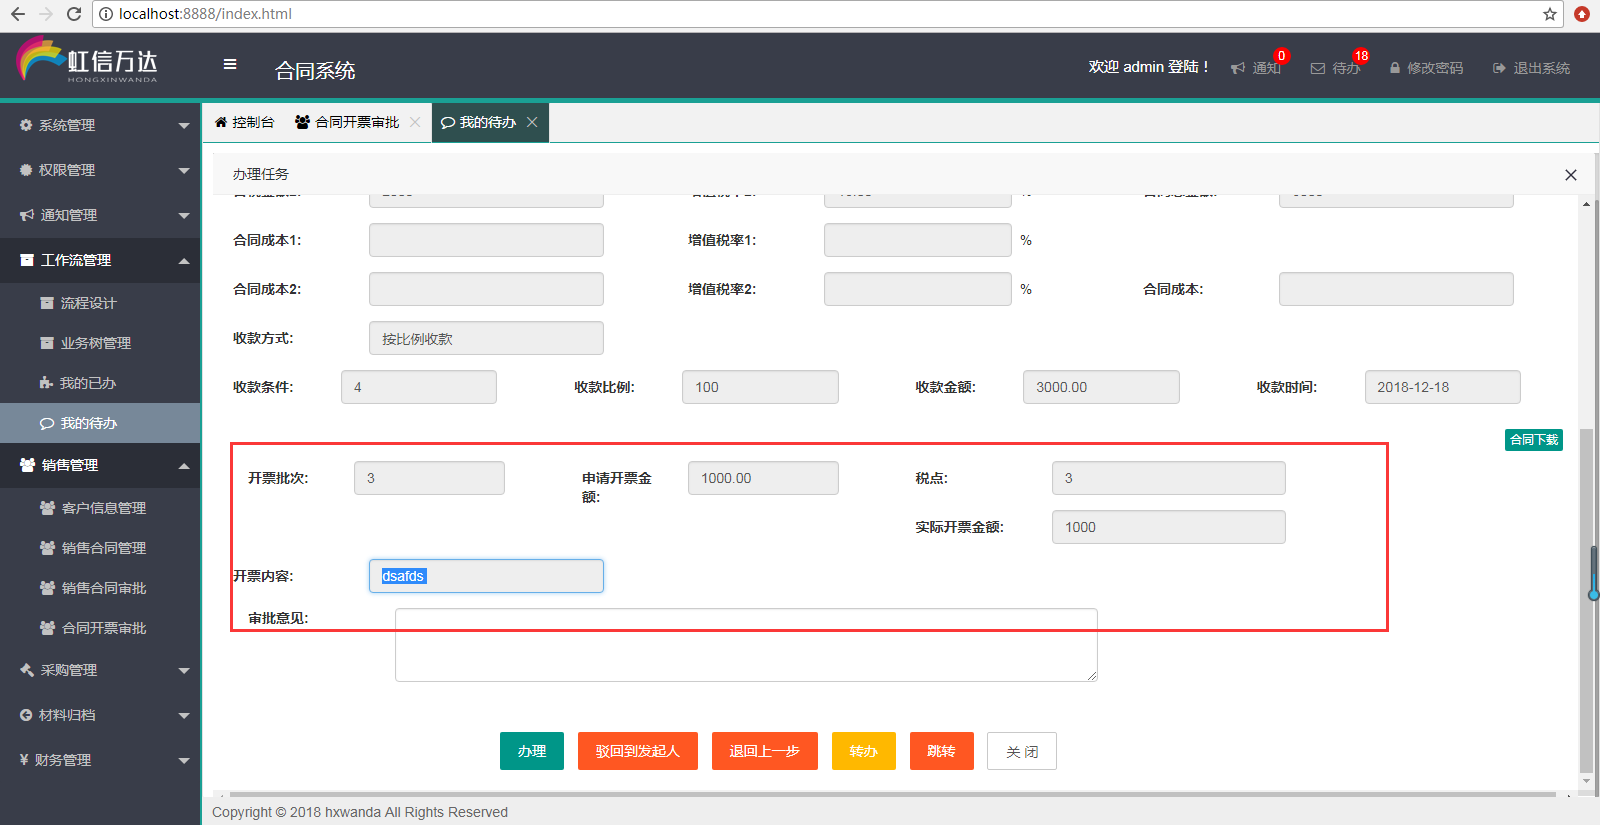 localhost:8888/index.html
虹信万达
HONGXINWANDA
合同系统
欢迎 admin 登陆！
通知 0
待办 18
修改密码
退出系统
系统管理
权限管理
通知管理
工作流管理
流程设计
业务树管理
我的已办
我的待办
销售管理
客户信息管理
销售合同管理
销售合同审批
合同开票审批
采购管理
材料归档
¥ 财务管理
控制台 合同开票审批 我的待办
办理任务
合同成本1: 增值税率1: %
合同成本2: 增值税率2: % 合同成本:
收款方式: 按比例收款
收款条件: 4 收款比例: 100 收款金额: 3000.00 收款时间: 2018-12-18
合同下载
开票批次: 3 申请开票金额: 1000.00 税点: 3
实际开票金额: 1000
开票内容: dsafds
审批意见:
办理 驳回到发起人 退回上一步 转办 跳转 关 闭
Copyright © 2018 hxwanda All Rights Reserved